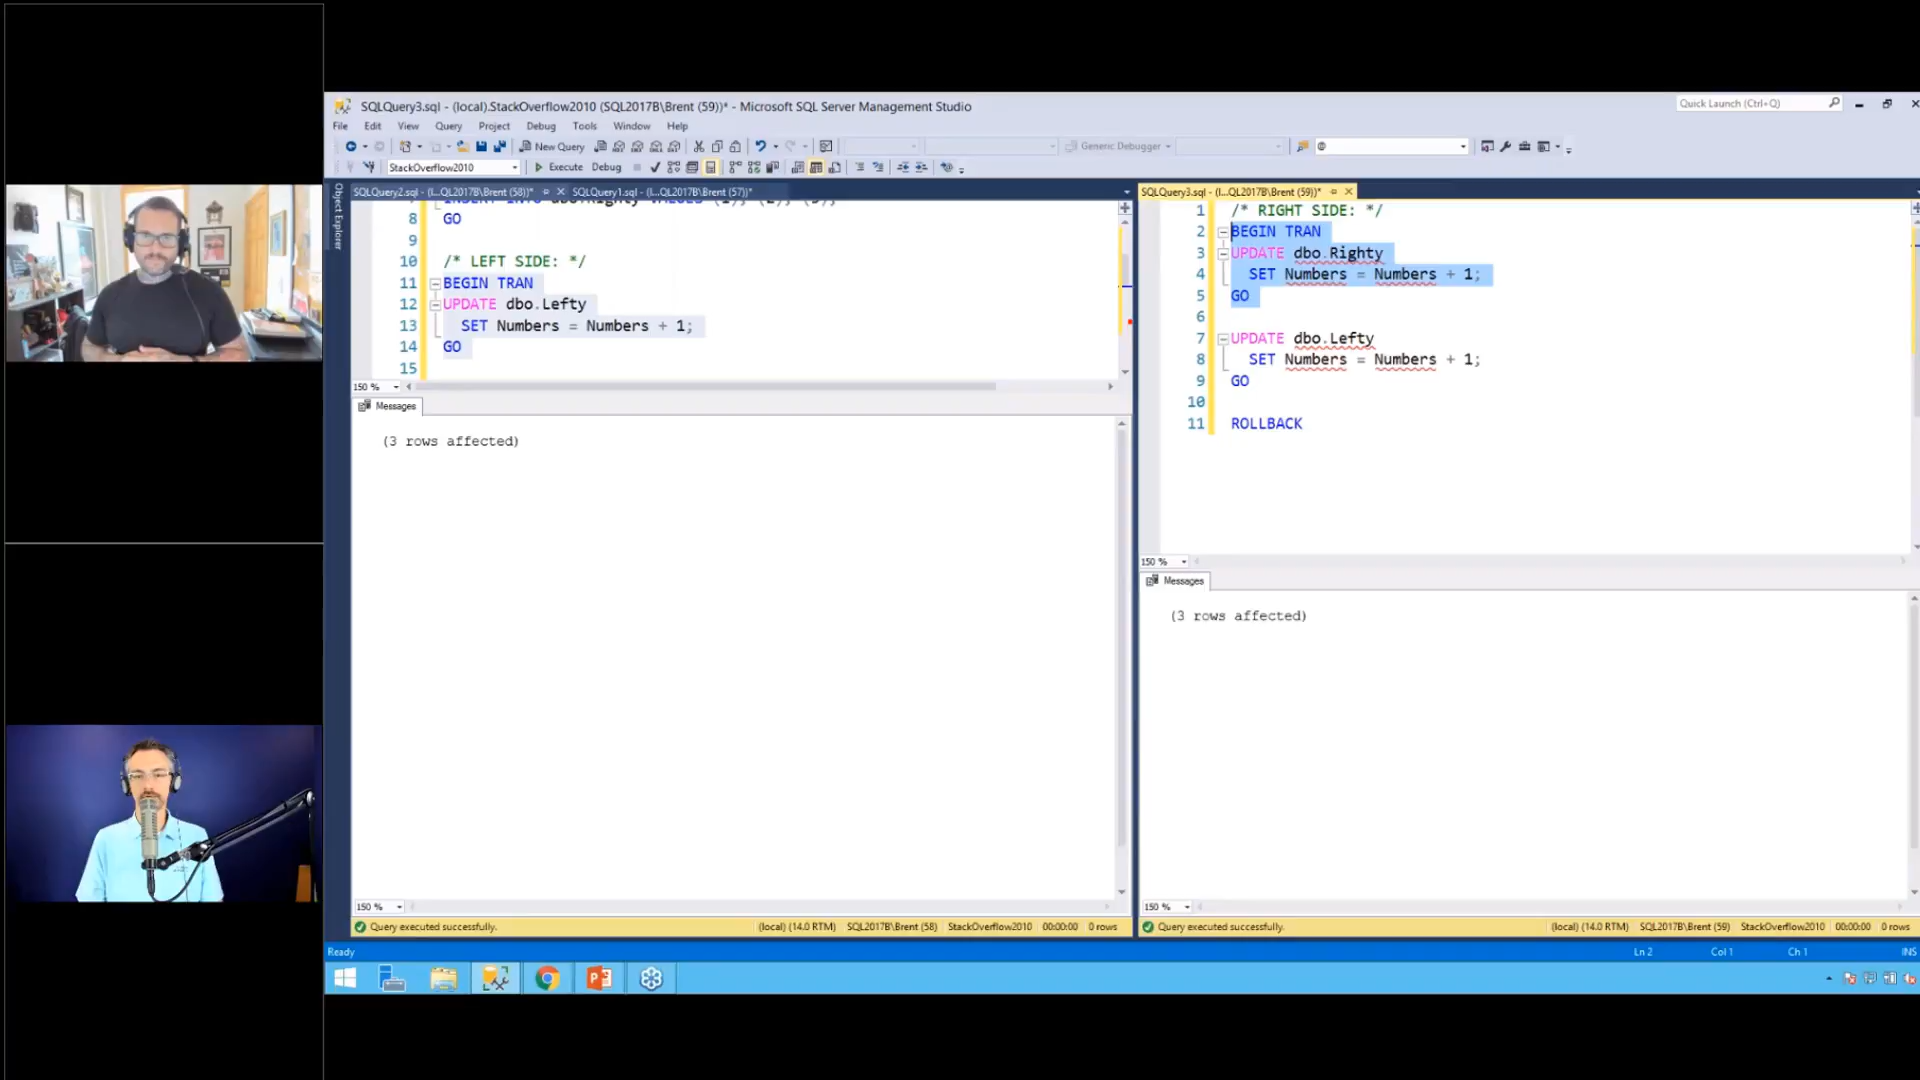 SQLQuery3.sql - (local).StackOverflow2010 (SQL2017B\Brent (59))* - Microsoft SQL Server Management Studio
Quick Launch (Ctrl+Q)
File Edit View Query Project Debug Tools Window Help
New Query
Generic Debugger
@
StackOverflow2010
Execute Debug
Object Explorer
SQLQuery2.sql - (l...QL2017B\Brent (58))*
SQLQuery1.sql - (l...QL2017B\Brent (57))*
8 GO
9
10 /* LEFT SIDE: */
11 BEGIN TRAN
12 UPDATE dbo.Lefty
13 SET Numbers = Numbers + 1;
14 GO
15
150 %
Messages
(3 rows affected)
150 %
Query executed successfully.
(local) (14.0 RTM) SQL2017B\Brent (58) StackOverflow2010 00:00:00 0 rows
SQLQuery3.sql - (l...QL2017B\Brent (59))*
1 /* RIGHT SIDE: */
2 BEGIN TRAN
3 UPDATE dbo.Righty
4 SET Numbers = Numbers + 1;
5 GO
6
7 UPDATE dbo.Lefty
8 SET Numbers = Numbers + 1;
9 GO
10
11 ROLLBACK
150 %
Messages
(3 rows affected)
150 %
Query executed successfully.
(local) (14.0 RTM) SQL2017B\Brent (59) StackOverflow2010 00:00:00 0 rows
Ready
Ln 2 Col 1 Ch 1 INS